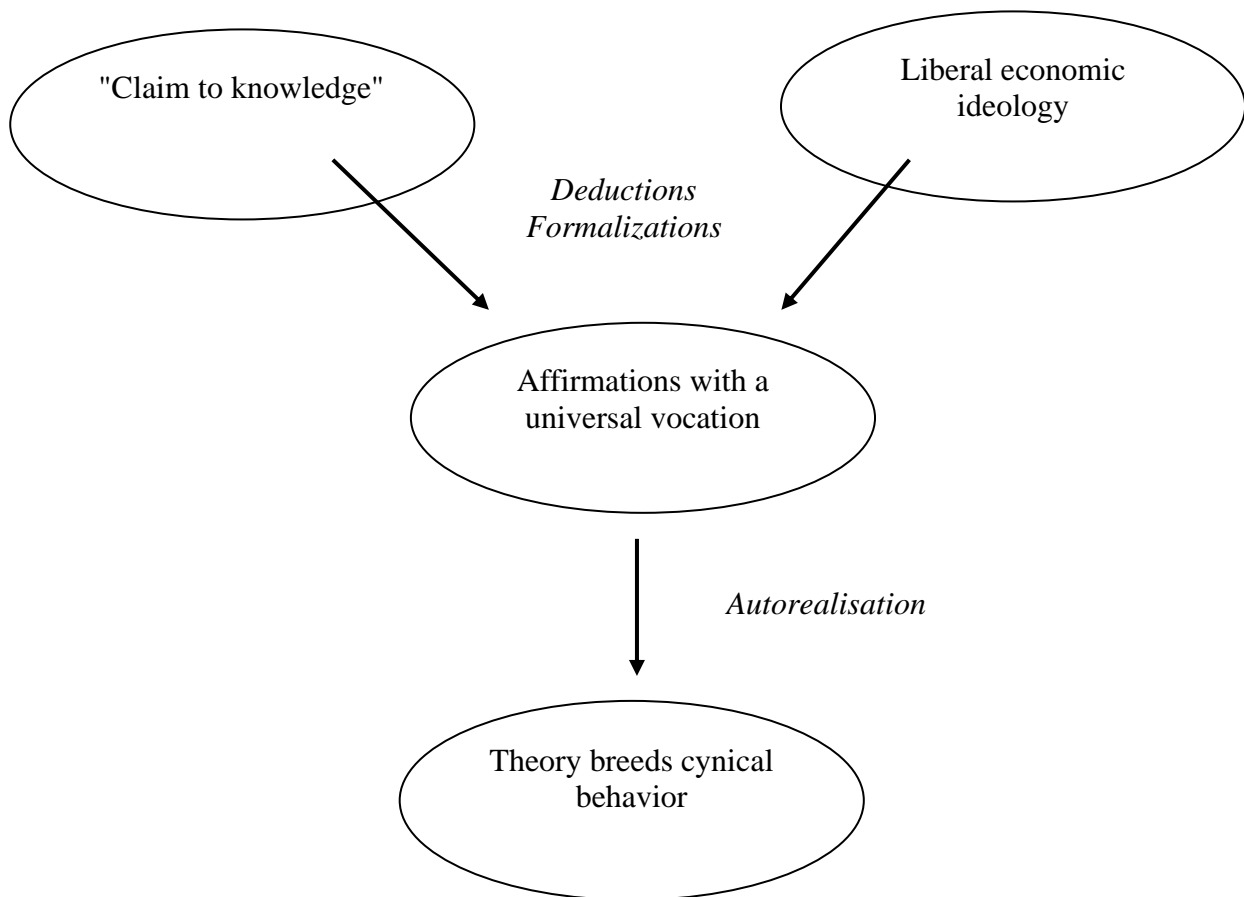 "Claim to knowledge"
Liberal economic
ideology
Deductions
Formalizations
Affirmations with a
universal vocation
Autorealisation
Theory breeds cynical
behavior